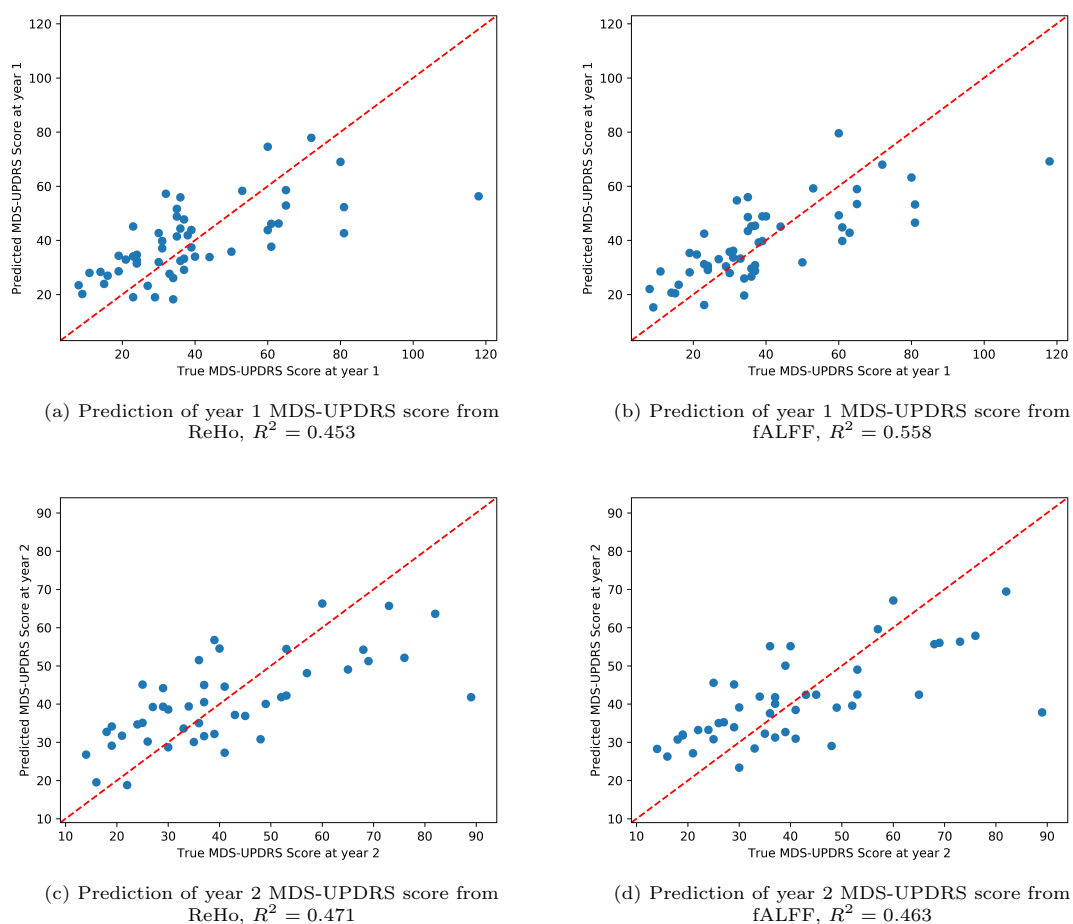 120
100
80
60
40
20
Predicted MDS-UPDRS Score at year 1
20 40 60 80 100 120
True MDS-UPDRS Score at year 1
(a) Prediction of year 1 MDS-UPDRS score from
ReHo, R² = 0.453
120
100
80
60
40
20
Predicted MDS-UPDRS Score at year 1
20 40 60 80 100 120
True MDS-UPDRS Score at year 1
(b) Prediction of year 1 MDS-UPDRS score from
fALFF, R² = 0.558
90
80
70
60
50
40
30
20
10
Predicted MDS-UPDRS Score at year 2
10 20 30 40 50 60 70 80 90
True MDS-UPDRS Score at year 2
(c) Prediction of year 2 MDS-UPDRS score from
ReHo, R² = 0.471
90
80
70
60
50
40
30
20
10
Predicted MDS-UPDRS Score at year 2
10 20 30 40 50 60 70 80 90
True MDS-UPDRS Score at year 2
(d) Prediction of year 2 MDS-UPDRS score from
fALFF, R² = 0.463